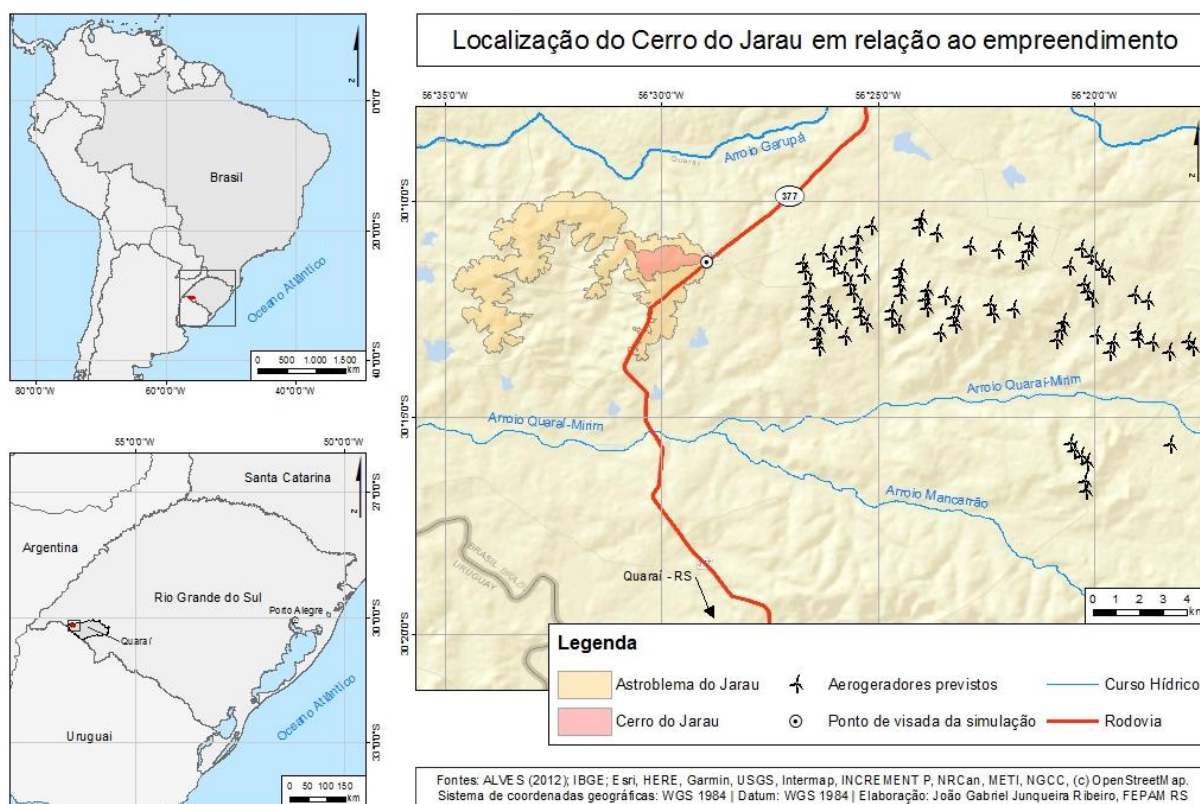 Localização do Cerro do Jarau em relação ao empreendimento
Brasil
Oceano Atlântico
0 500 1.000 1.500
km
80°0'0"W 60°0'0"W 40°0'0"W
0°0'0"
20°0'0"S
40°0'0"S
z
55°0'0"W 50°0'0"W
Santa Catarina
Argentina
Rio Grande do Sul
Porto Alegre
Quaraí
Uruguai
Oceano Atlântico
27°0'0"S
30°0'0"S
33°0'0"S
z
0 50 100 150
km
56°35'0"W 56°30'0"W 56°25'0"W 56°20'0"W
30°10'0"S
30°15'0"S
30°20'0"S
z
Arroio Garupá
Quaraí
377
Arroio Quaraí-Mirim
Arroio Quaraí-Mirim
Arroio Mancarrão
BRASIL
URUGUAY
Quaraí - RS
0 1 2 3 4
km
Legenda
Astroblema do Jarau
Aerogeradores previstos
Curso Hídrico
Cerro do Jarau
Ponto de visada da simulação
Rodovia
Fontes: ALVES (2012); IBGE; Esri, HERE, Garmin, USGS, Intermap, INCREMENT P, NRCan, METI, NGCC, (c) OpenStreetMap.
Sistema de coordenadas geográficas: WGS 1984 | Datum: WGS 1984 | Elaboração: João Gabriel Junqueira Ribeiro, FEPAM RS